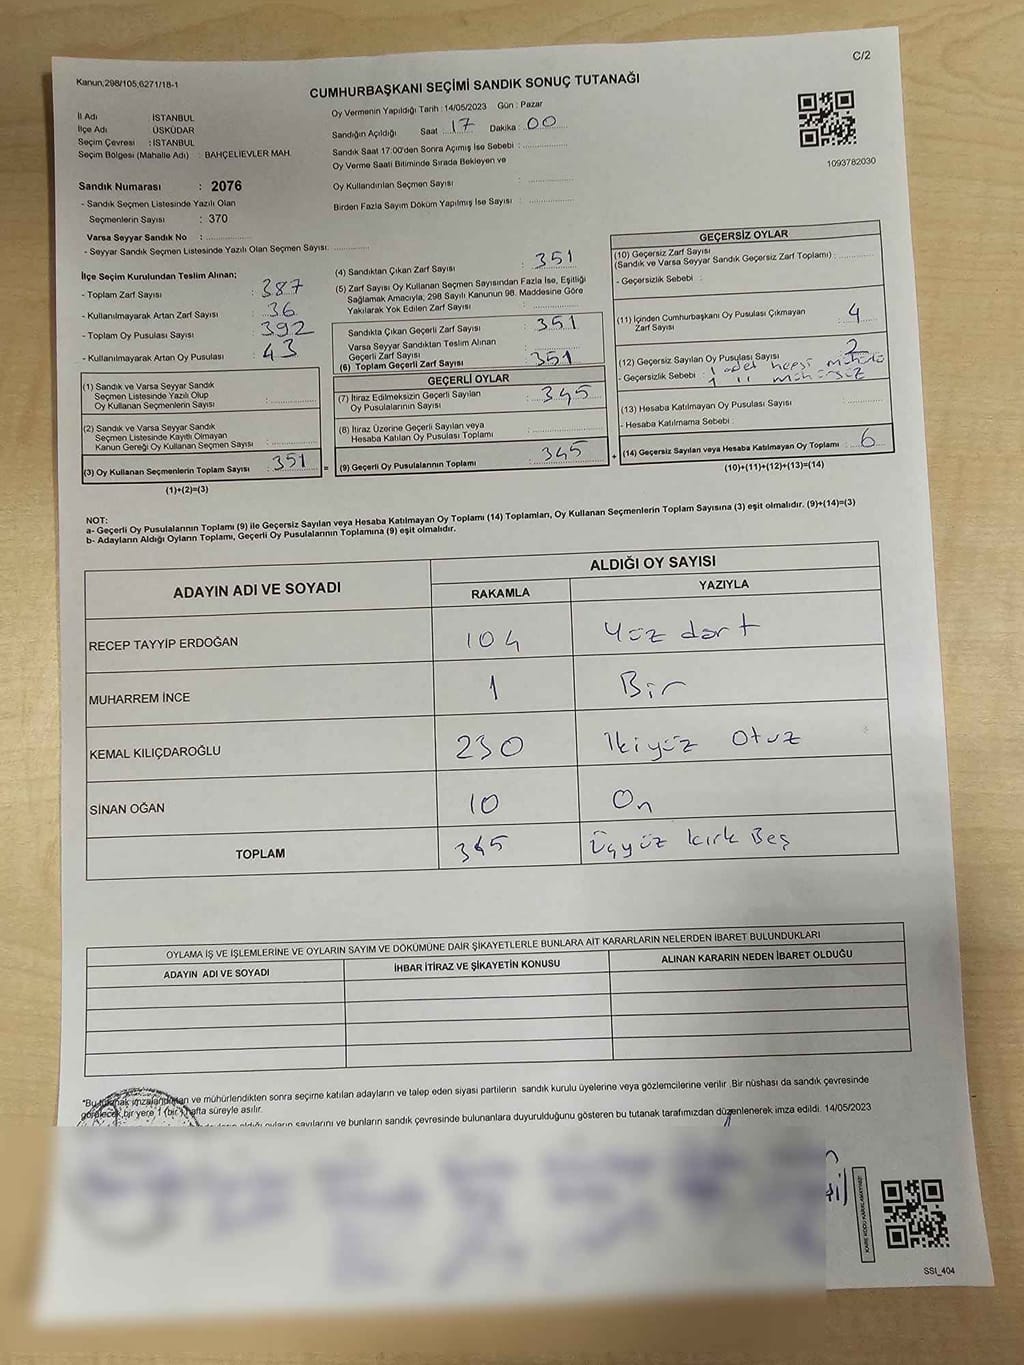 C/2
Kanun;298/105;6271/18-1
CUMHURBAŞKANI SEÇİMİ SANDIK SONUÇ TUTANAĞI
İl Adı İSTANBUL
İlçe Adı ÜSKÜDAR
Seçim Çevresi : İSTANBUL
Seçim Bölgesi (Mahalle Adı) : BAHÇELİEVLER MAH.
Oy Vermenin Yapıldığı Tarih : 14/05/2023 Gün : Pazar
Sandığın Açıldığı Saat 17 Dakika : 00
Sandık Saat 17:00'den Sonra Açımış İse Sebebi :
Oy Verme Saati Bitiminde Sırada Bekleyen ve
Oy Kullandırılan Seçmen Sayısı :
Birden Fazla Sayım Döküm Yapılmış İse Sayısı :
1093782030
Sandık Numarası : 2076
- Sandık Seçmen Listesinde Yazılı Olan
Seçmenlerin Sayısı : 370
Varsa Seyyar Sandık No :
- Seyyar Sandık Seçmen Listesinde Yazılı Olan Seçmen Sayısı:
İlçe Seçim Kurulundan Teslim Alınan;
- Toplam Zarf Sayısı : 387
- Kullanılmayarak Artan Zarf Sayısı : 36
- Toplam Oy Pusulası Sayısı : 392
- Kullanılmayarak Artan Oy Pusulası : 43
(1) Sandık ve Varsa Seyyar Sandık
Seçmen Listesinde Yazılı Olup
Oy Kullanan Seçmenlerin Sayısı :
(2) Sandık ve Varsa Seyyar Sandık
Seçmen Listesinde Kayıtlı Olmayan
Kanun Gereği Oy Kullanan Seçmen Sayısı :
(3) Oy Kullanan Seçmenlerin Toplam Sayısı : 351 =
(1)+(2)=(3)
(4) Sandıktan Çıkan Zarf Sayısı : 351
(5) Zarf Sayısı Oy Kullanan Seçmen Sayısından Fazla İse, Eşitliği
Sağlamak Amacıyla, 298 Sayılı Kanunun 98. Maddesine Göre
Yakılarak Yok Edilen Zarf Sayısı :
Sandıkta Çıkan Geçerli Zarf Sayısı : 351
Varsa Seyyar Sandıktan Teslim Alınan
Geçerli Zarf Sayısı :
(6) Toplam Geçerli Zarf Sayısı : 351
GEÇERLİ OYLAR
(7) İtiraz Edilmeksizin Geçerli Sayılan
Oy Pusulalarının Sayısı : 345
(8) İtiraz Üzerine Geçerli Sayılan veya
Hesaba Katılan Oy Pusulası Toplamı :
(9) Geçerli Oy Pusulalarının Toplamı : 345 +
GEÇERSİZ OYLAR
(10) Geçersiz Zarf Sayısı
(Sandık ve Varsa Seyyar Sandık Geçersiz Zarf Toplamı) :
- Geçersizlik Sebebi :
(11) İçinden Cumhurbaşkanı Oy Pusulası Çıkmayan
Zarf Sayısı : 4
(12) Geçersiz Sayılan Oy Pusulası Sayısı : 2
- Geçersizlik Sebebi : 1 adet hepsi mühürlü
1 " mühürsüz
(13) Hesaba Katılmayan Oy Pusulası Sayısı :
- Hesaba Katılmama Sebebi :
(14) Geçersiz Sayılan veya Hesaba Katılmayan Oy Toplamı : 6
(10)+(11)+(12)+(13)=(14)
NOT:
a- Geçerli Oy Pusulalarının Toplamı (9) ile Geçersiz Sayılan veya Hesaba Katılmayan Oy Toplamı (14) Toplamları, Oy Kullanan Seçmenlerin Toplam Sayısına (3) eşit olmalıdır. (9)+(14)=(3)
b- Adayların Aldığı Oyların Toplamı, Geçerli Oy Pusulalarının Toplamına (9) eşit olmalıdır.
ADAYIN ADI VE SOYADI ALDIĞI OY SAYISI
RAKAMLA YAZIYLA
RECEP TAYYİP ERDOĞAN 104 Yüz dört
MUHARREM İNCE 1 Bir
KEMAL KILIÇDAROĞLU 230 İkiyüz Otuz
SİNAN OĞAN 10 On
TOPLAM 345 Üçyüz kırk Beş
OYLAMA İŞ VE İŞLEMLERİNE VE OYLARIN SAYIM VE DÖKÜMÜNE DAİR ŞİKAYETLERLE BUNLARA AİT KARARLARIN NELERDEN İBARET BULUNDUKLARI
ADAYIN ADI VE SOYADI İHBAR İTİRAZ VE ŞİKAYETİN KONUSU ALINAN KARARIN NEDEN İBARET OLDUĞU
*Bu tutanak imzalandıktan ve mühürlendikten sonra seçime katılan adayların ve talep eden siyasi partilerin sandık kurulu üyelerine veya gözlemcilerine verilir .Bir nüshası da sandık çevresinde
görülecek bir yere 1 (bir) hafta süreyle asılır.
oyların sayılarını ve bunların sandık çevresinde bulunanlara duyurulduğunu gösteren bu tutanak tarafımızdan düzenlenerek imza edildi. 14/05/2023
KARE KODU KARALAMAYINIZ!
SSI_404